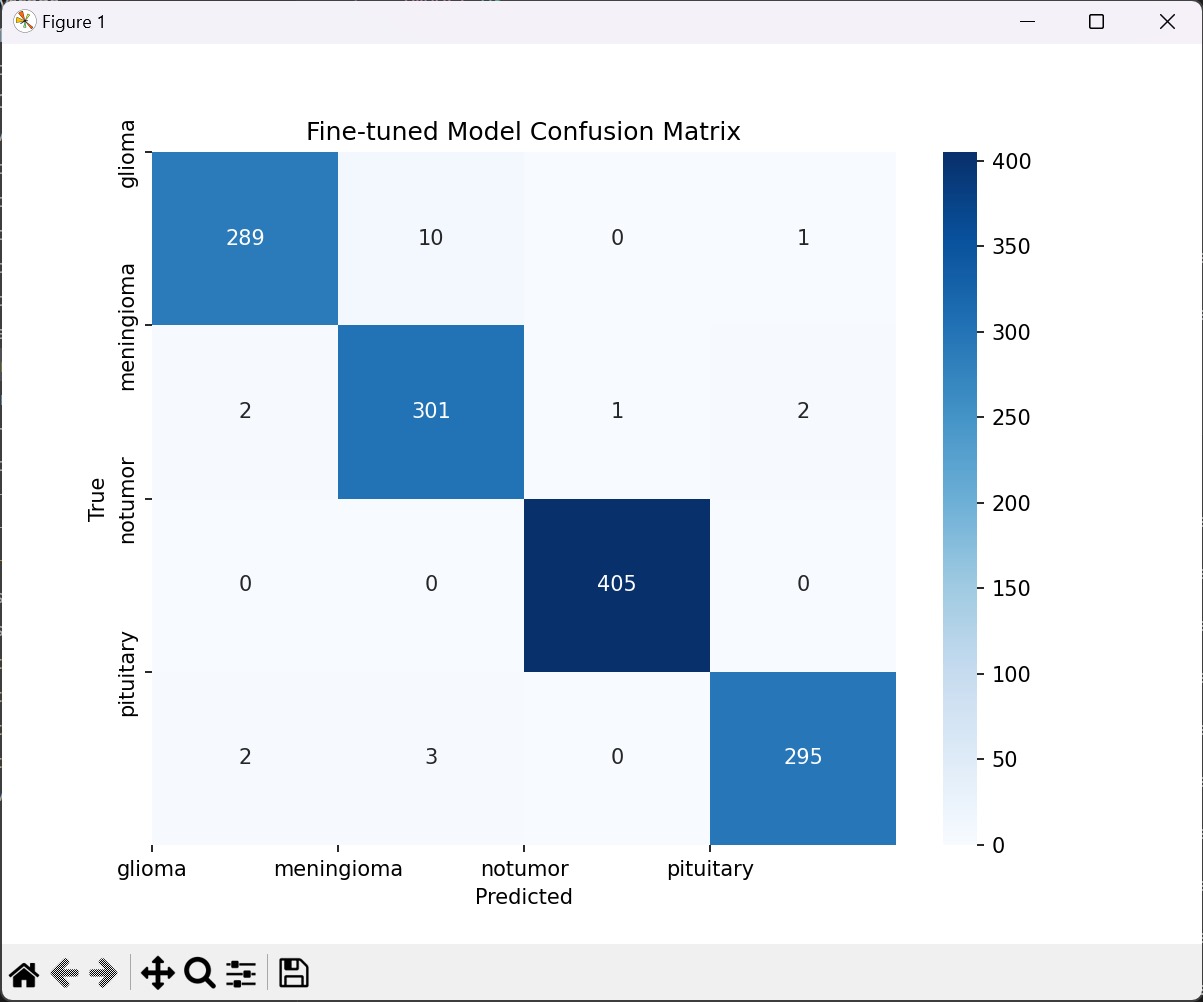 Figure 1
Fine-tuned Model Confusion Matrix
glioma
289 10 0 1
meningioma
2 301 1 2
True
notumor
0 0 405 0
pituitary
2 3 0 295
glioma meningioma notumor pituitary
Predicted
400
350
300
250
200
150
100
50
0